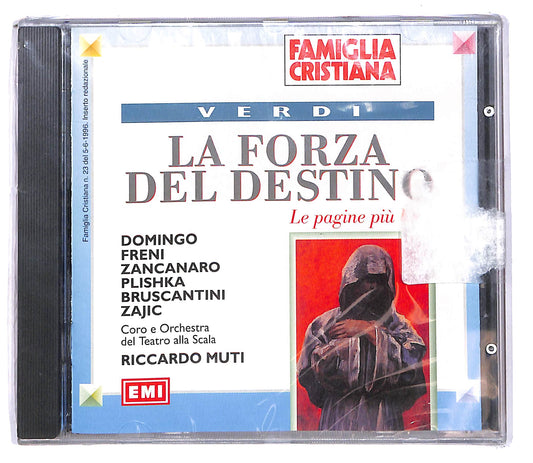 FAMIGLIA
CRISTIANA
VERDI
LA FORZA
DEL DESTINO
Le pagine più
DOMINGO
FRENI
ZANCANARO
PLISHKA
BRUSCANTINI
ZAJIC
Coro e Orchestra
del Teatro alla Scala
RICCARDO MUTI
EMI
Famiglia Cristiana n. 23 del 5-6-1996. Inserto redazionale